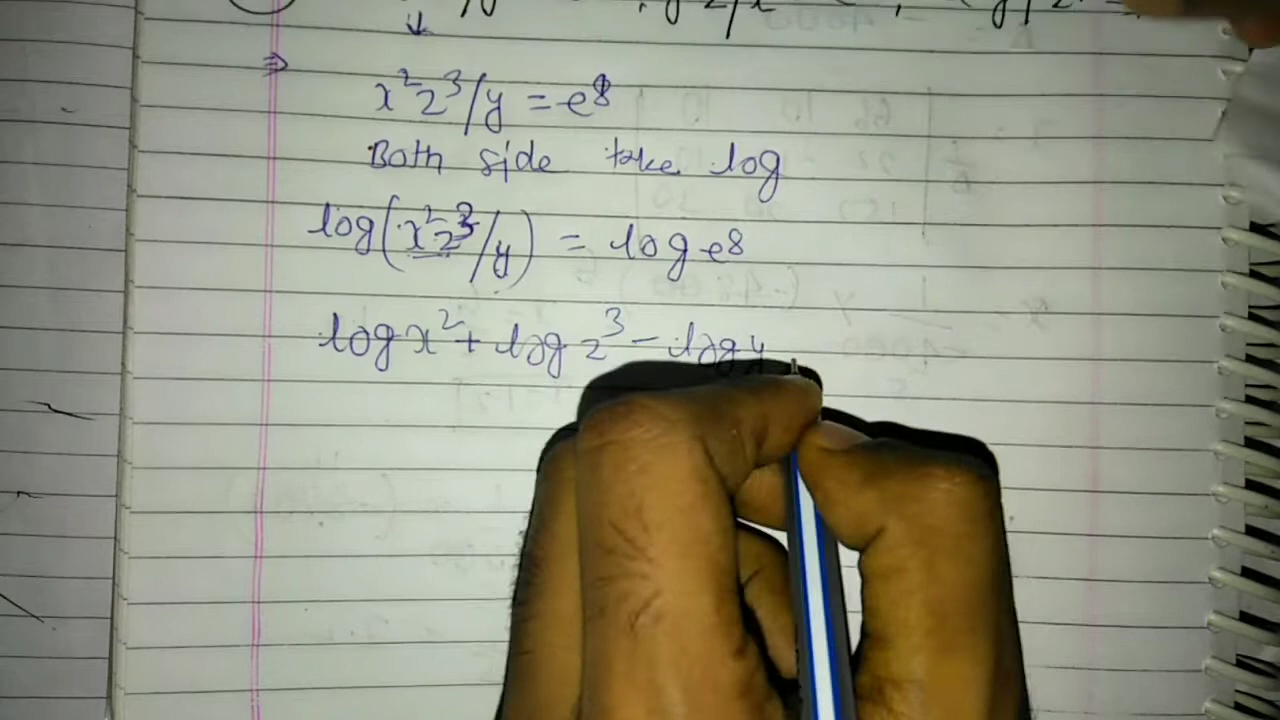 ⇒ x²z³/y = e⁸
Both side take log
log(x²z³/y) = log e⁸
log x² + log z³ - log y